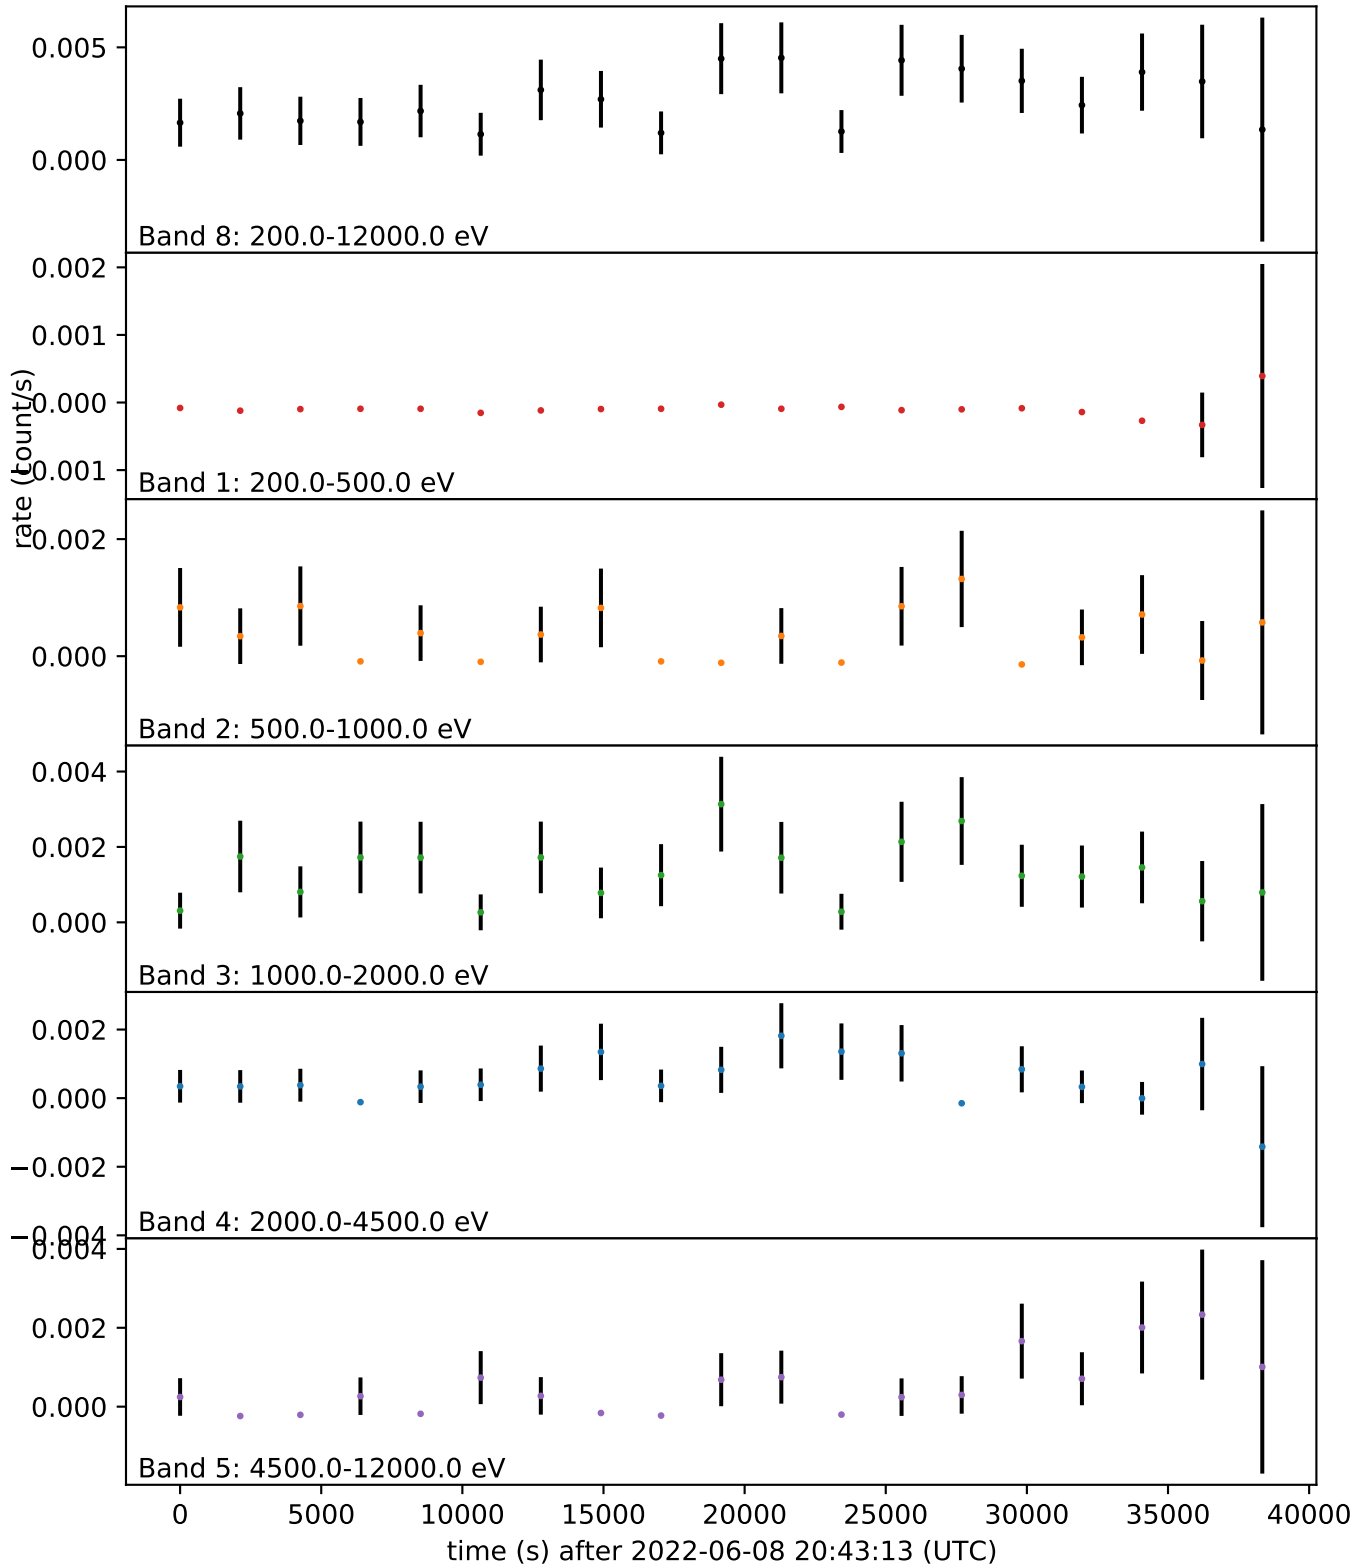 0.005
0.000
Band 8: 200.0-12000.0 eV
0.002
0.001
0.000
−0.001
Band 1: 200.0-500.0 eV
rate (count/s)
0.002
0.000
Band 2: 500.0-1000.0 eV
0.004
0.002
0.000
Band 3: 1000.0-2000.0 eV
0.002
0.000
−0.002
−0.004
Band 4: 2000.0-4500.0 eV
0.004
0.002
0.000
Band 5: 4500.0-12000.0 eV
0 5000 10000 15000 20000 25000 30000 35000 40000
time (s) after 2022-06-08 20:43:13 (UTC)